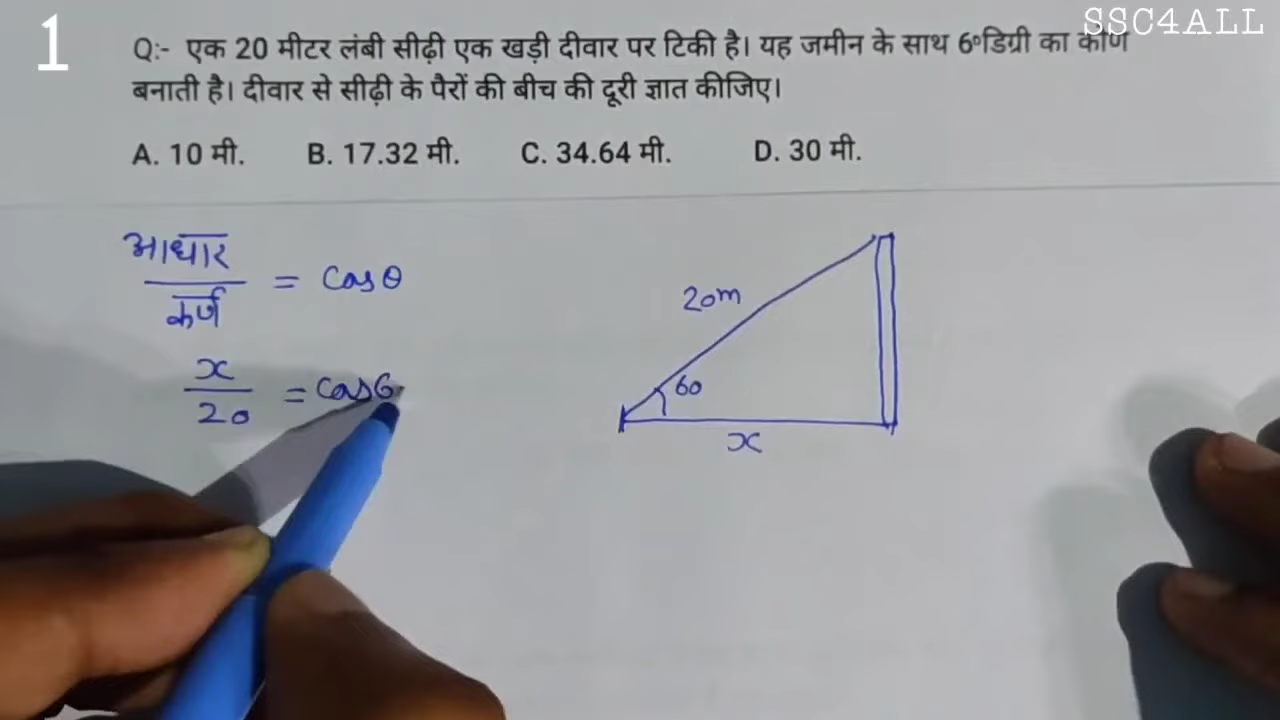 1
SSC4ALL
Q:- एक 20 मीटर लंबी सीढ़ी एक खड़ी दीवार पर टिकी है। यह जमीन के साथ 6०डिग्री का कोण
बनाती है। दीवार से सीढ़ी के पैरों की बीच की दूरी ज्ञात कीजिए।
A. 10 मी. B. 17.32 मी. C. 34.64 मी. D. 30 मी.
आधार
कर्ण
= cosθ
x
20
= cos6
20m
60
x